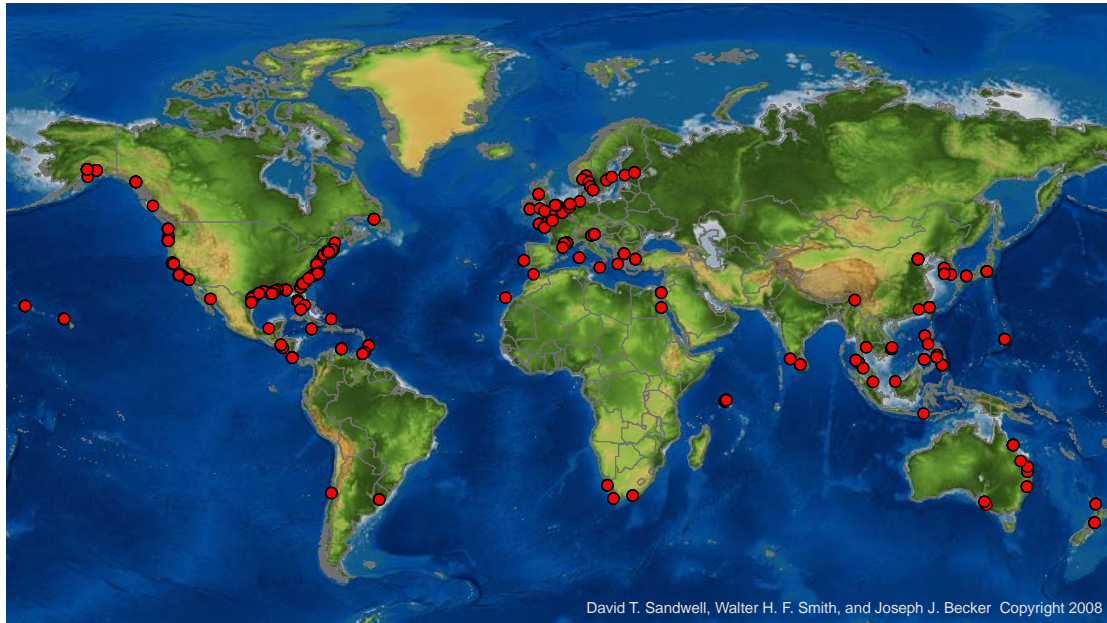 David T. Sandwell, Walter H. F. Smith, and Joseph J. Becker Copyright 2008